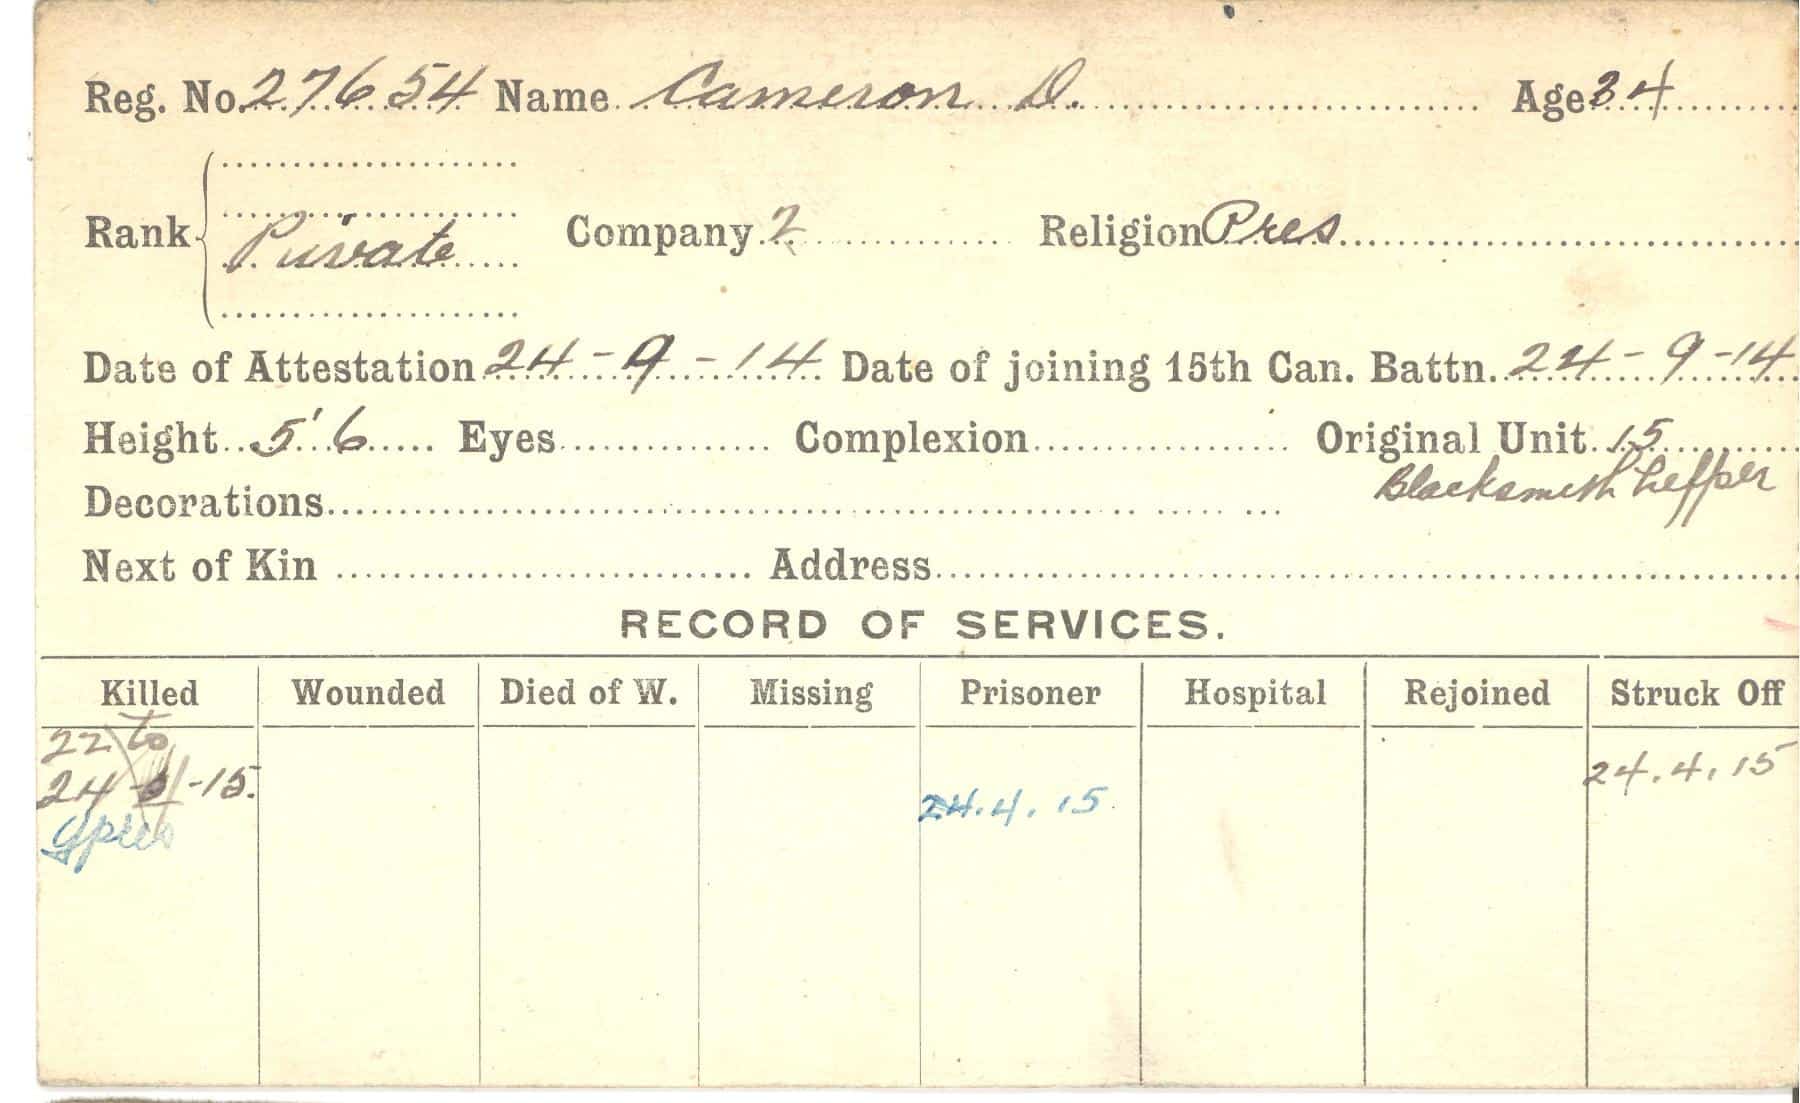 Reg. No. 27654 Name Cameron D. Age 34
Rank Private Company 2 Religion Pres
Date of Attestation 24-9-14 Date of joining 15th Can. Battn. 24-9-14
Height 5'6 Eyes Complexion Original Unit 15
Blacksmith helpper
Decorations
Next of Kin Address
RECORD OF SERVICES.
Killed Wounded Died of W. Missing Prisoner Hospital Rejoined Struck Off
22 to
24-4-15. 24.4.15 24.4.15
Ypres